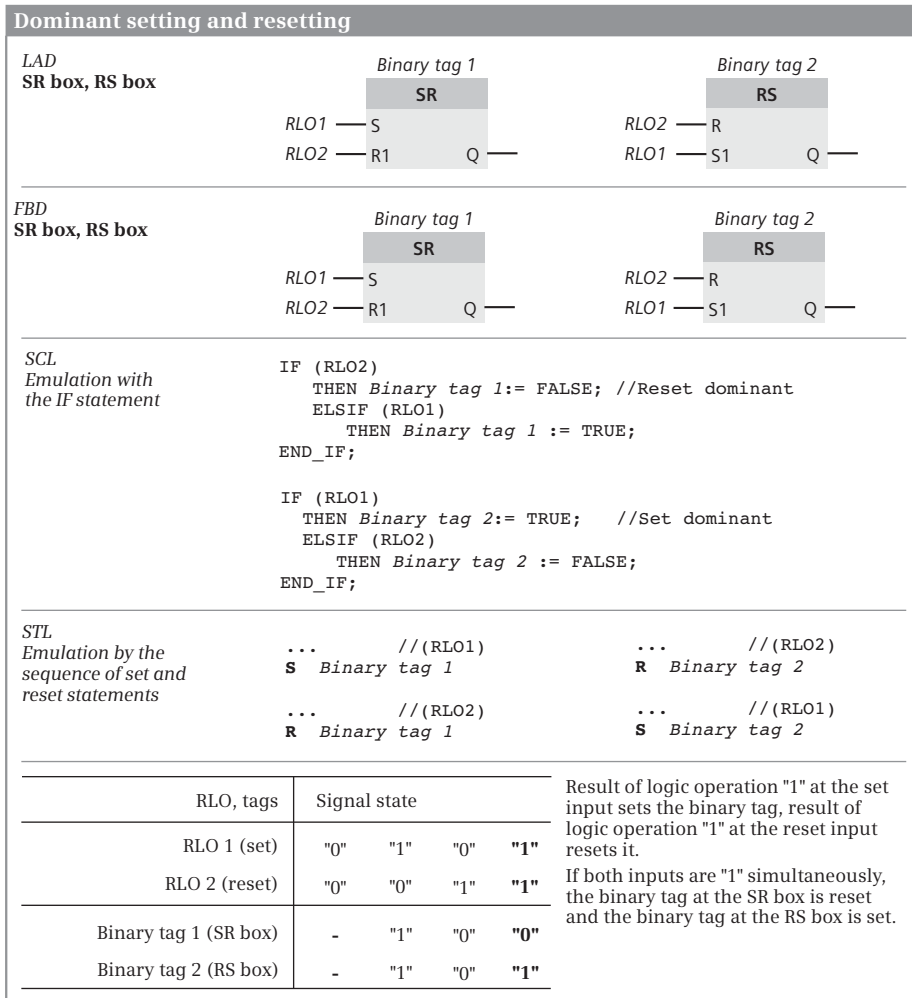 Dominant setting and resetting
LAD
SR box, RS box
Binary tag 1
SR
RLO1 S
RLO2 R1 Q
Binary tag 2
RS
RLO2 R
RLO1 S1 Q
FBD
SR box, RS box
Binary tag 1
SR
RLO1 S
RLO2 R1 Q
Binary tag 2
RS
RLO2 R
RLO1 S1 Q
SCL
Emulation with
the IF statement
IF (RLO2)
THEN Binary tag 1:= FALSE; //Reset dominant
ELSIF (RLO1)
THEN Binary tag 1 := TRUE;
END_IF;
IF (RLO1)
THEN Binary tag 2:= TRUE; //Set dominant
ELSIF (RLO2)
THEN Binary tag 2 := FALSE;
END_IF;
STL
Emulation by the
sequence of set and
reset statements
... //(RLO1)
S Binary tag 1
... //(RLO2)
R Binary tag 1
... //(RLO2)
R Binary tag 2
... //(RLO1)
S Binary tag 2
RLO, tags Signal state
RLO 1 (set) "0" "1" "0" "1"
RLO 2 (reset) "0" "0" "1" "1"
Binary tag 1 (SR box) - "1" "0" "0"
Binary tag 2 (RS box) - "1" "0" "1"
Result of logic operation "1" at the set
input sets the binary tag, result of
logic operation "1" at the reset input
resets it.
If both inputs are "1" simultaneously,
the binary tag at the SR box is reset
and the binary tag at the RS box is set.